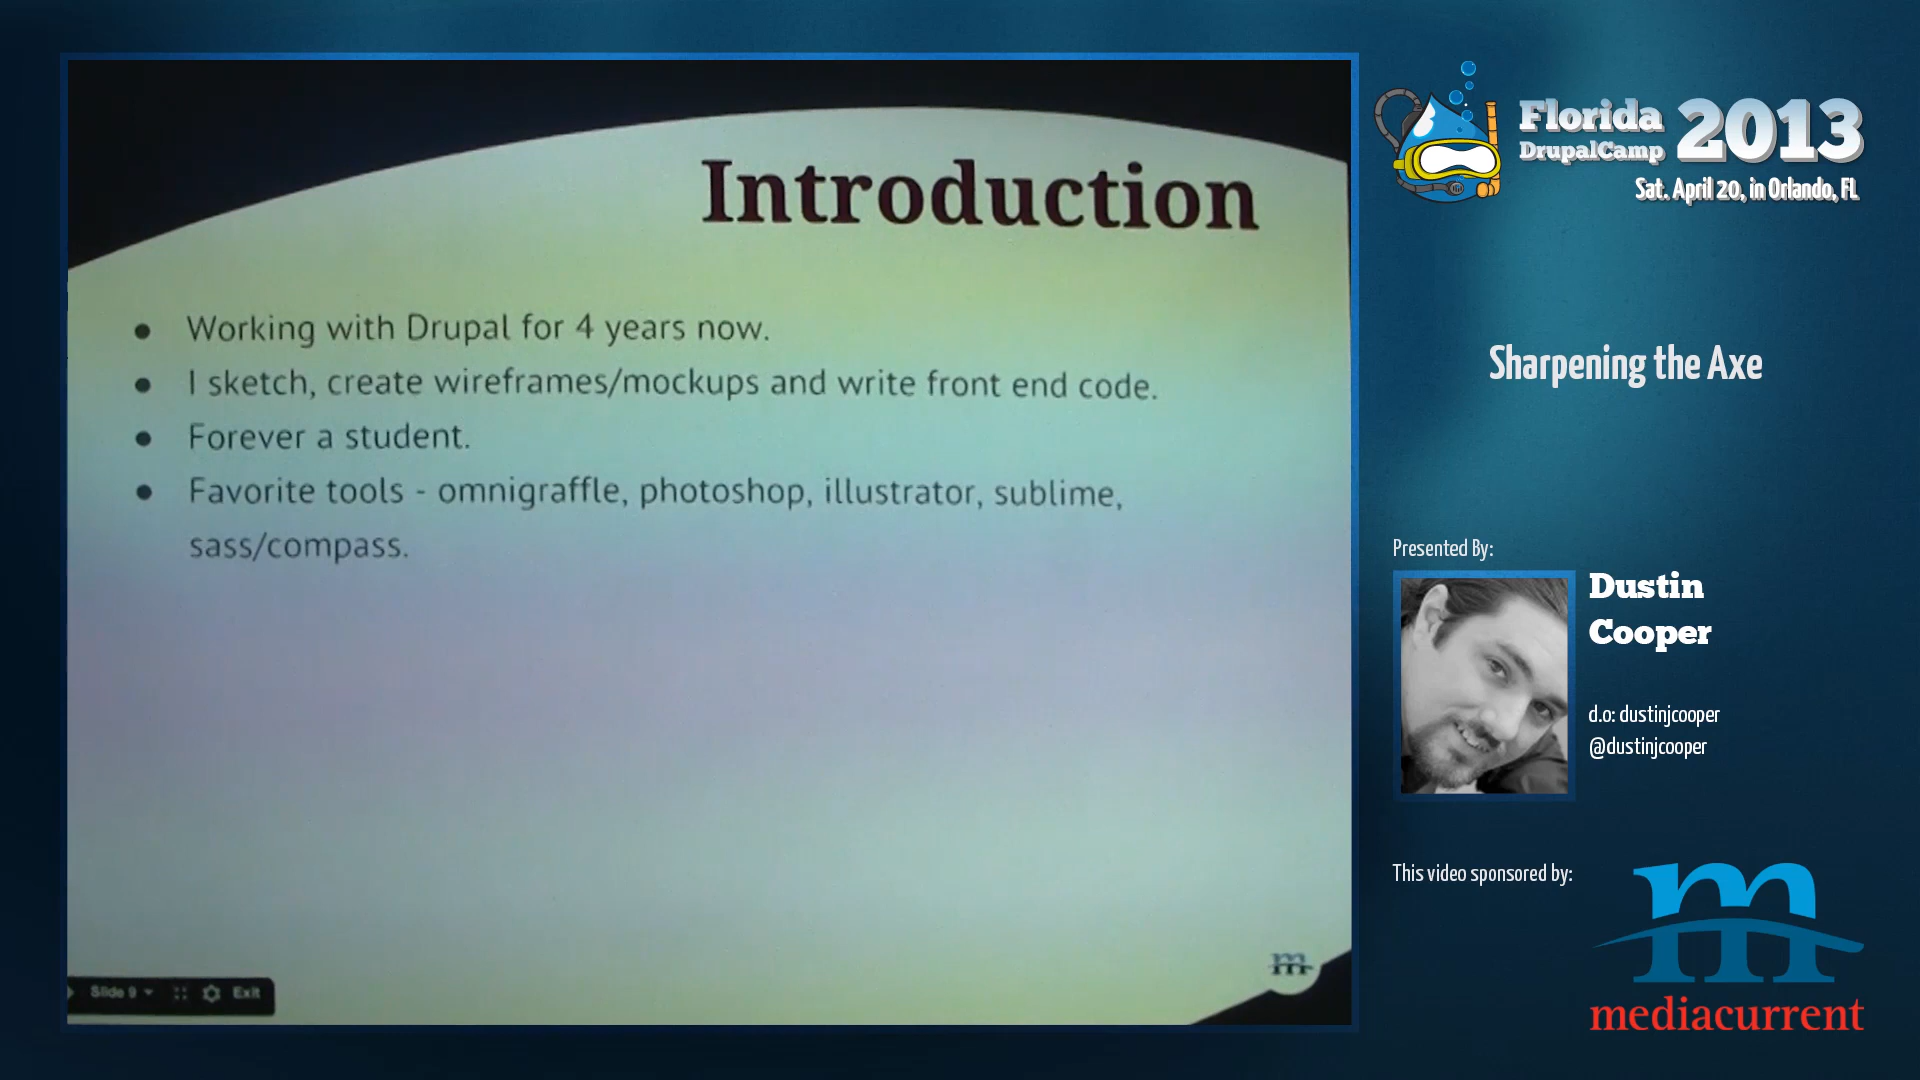 Introduction
● Working with Drupal for 4 years now.
● I sketch, create wireframes/mockups and write front end code.
● Forever a student.
● Favorite tools - omnigraffle, photoshop, illustrator, sublime,
sass/compass.
m
Slide 9
Exit
Florida
DrupalCamp
2013
Sat. April 20, in Orlando, FL
Sharpening the Axe
Presented By:
Dustin
Cooper
d.o: dustinjcooper
@dustinjcooper
This video sponsored by:
m
mediacurrent